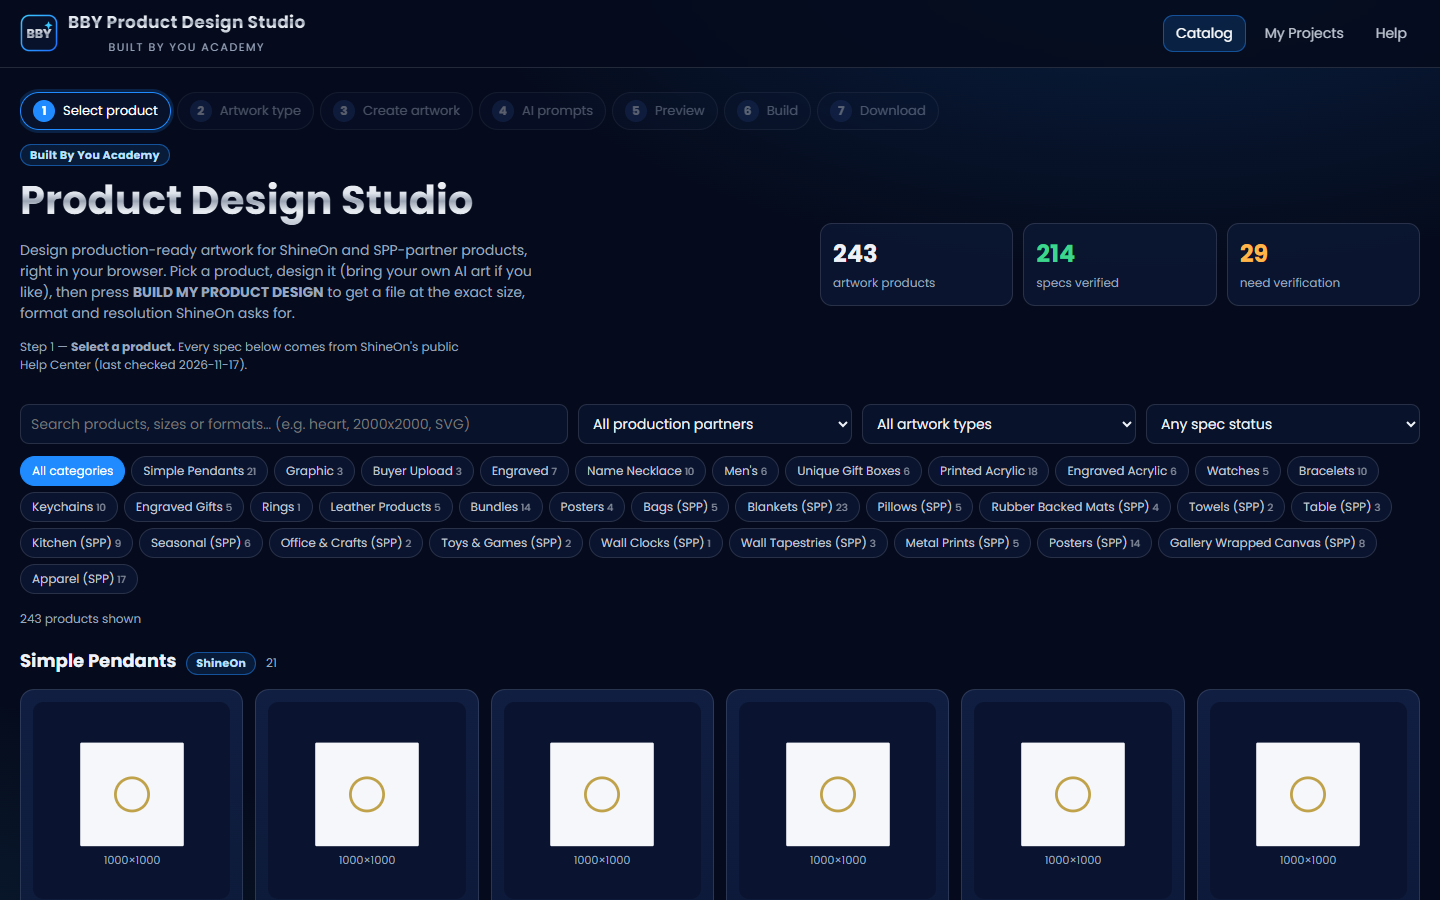 BBY
BBY Product Design Studio
BUILT BY YOU ACADEMY
Catalog
My Projects
Help
1 Select product
2 Artwork type
3 Create artwork
4 AI prompts
5 Preview
6 Build
7 Download
Built By You Academy
Product Design Studio
Design production-ready artwork for ShineOn and SPP-partner products,
right in your browser. Pick a product, design it (bring your own AI art if you
like), then press BUILD MY PRODUCT DESIGN to get a file at the exact size,
format and resolution ShineOn asks for.
Step 1 — Select a product. Every spec below comes from ShineOn's public
Help Center (last checked 2026-11-17).
243
artwork products
214
specs verified
29
need verification
Search products, sizes or formats... (e.g. heart, 2000x2000, SVG)
All production partners
All artwork types
Any spec status
All categories
Simple Pendants 21
Graphic 3
Buyer Upload 3
Engraved 7
Name Necklace 10
Men's 6
Unique Gift Boxes 6
Printed Acrylic 18
Engraved Acrylic 6
Watches 5
Bracelets 10
Keychains 10
Engraved Gifts 5
Rings 1
Leather Products 5
Bundles 14
Posters 4
Bags (SPP) 5
Blankets (SPP) 23
Pillows (SPP) 5
Rubber Backed Mats (SPP) 4
Towels (SPP) 2
Table (SPP) 3
Kitchen (SPP) 9
Seasonal (SPP) 6
Office & Crafts (SPP) 2
Toys & Games (SPP) 2
Wall Clocks (SPP) 1
Wall Tapestries (SPP) 3
Metal Prints (SPP) 5
Posters (SPP) 14
Gallery Wrapped Canvas (SPP) 8
Apparel (SPP) 17
243 products shown
Simple Pendants
ShineOn
21
1000×1000
1000×1000
1000×1000
1000×1000
1000×1000
1000×1000